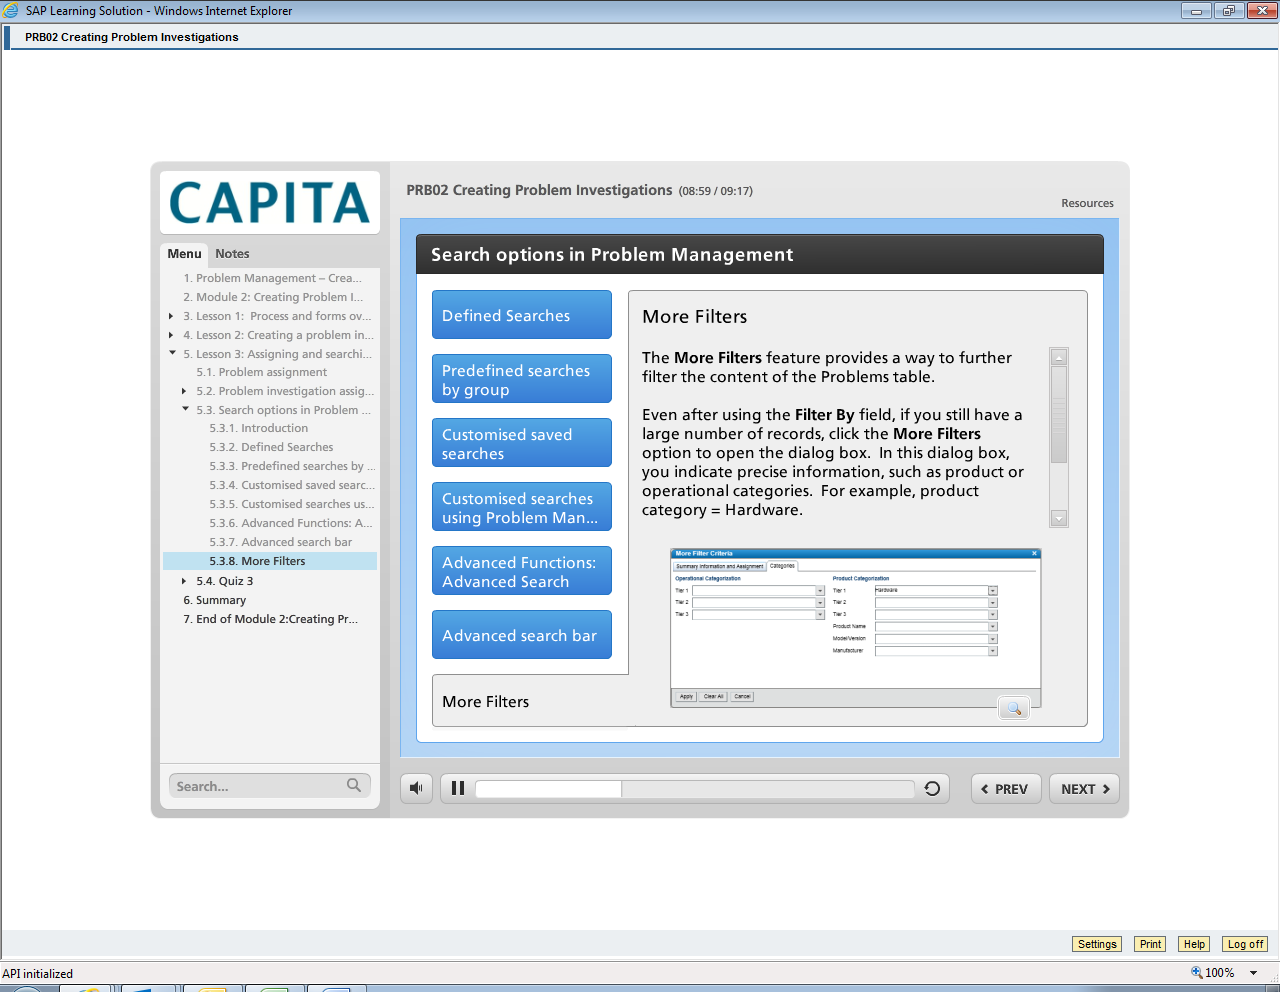 SAP Learning Solution - Windows Internet Explorer
PRB02 Creating Problem Investigations
CAPITA
PRB02 Creating Problem Investigations (08:59 / 09:17)
Resources
Menu
Notes
1. Problem Management – Crea...
2. Module 2: Creating Problem I...
3. Lesson 1: Process and forms ov...
4. Lesson 2: Creating a problem in...
5. Lesson 3: Assigning and searchi...
5.1. Problem assignment
5.2. Problem investigation assig...
5.3. Search options in Problem ...
5.3.1. Introduction
5.3.2. Defined Searches
5.3.3. Predefined searches by ...
5.3.4. Customised saved searc...
5.3.5. Customised searches us...
5.3.6. Advanced Functions: A...
5.3.7. Advanced search bar
5.3.8. More Filters
5.4. Quiz 3
6. Summary
7. End of Module 2:Creating Pr...
Search...
Search options in Problem Management
Defined Searches
Predefined searches
by group
Customised saved
searches
Customised searches
using Problem Man...
Advanced Functions:
Advanced Search
Advanced search bar
More Filters
More Filters
The More Filters feature provides a way to further
filter the content of the Problems table.
Even after using the Filter By field, if you still have a
large number of records, click the More Filters
option to open the dialog box. In this dialog box,
you indicate precise information, such as product or
operational categories. For example, product
category = Hardware.
More Filter Criteria
Summary Information and Assignment
Categories
Operational Categorization
Tier 1
Tier 2
Tier 3
Product Categorization
Tier 1
Hardware
Tier 2
Tier 3
Product Name
Model/Version
Manufacturer
Apply
Clear All
Cancel
PREV
NEXT
Settings
Print
Help
Log off
API initialized
100%